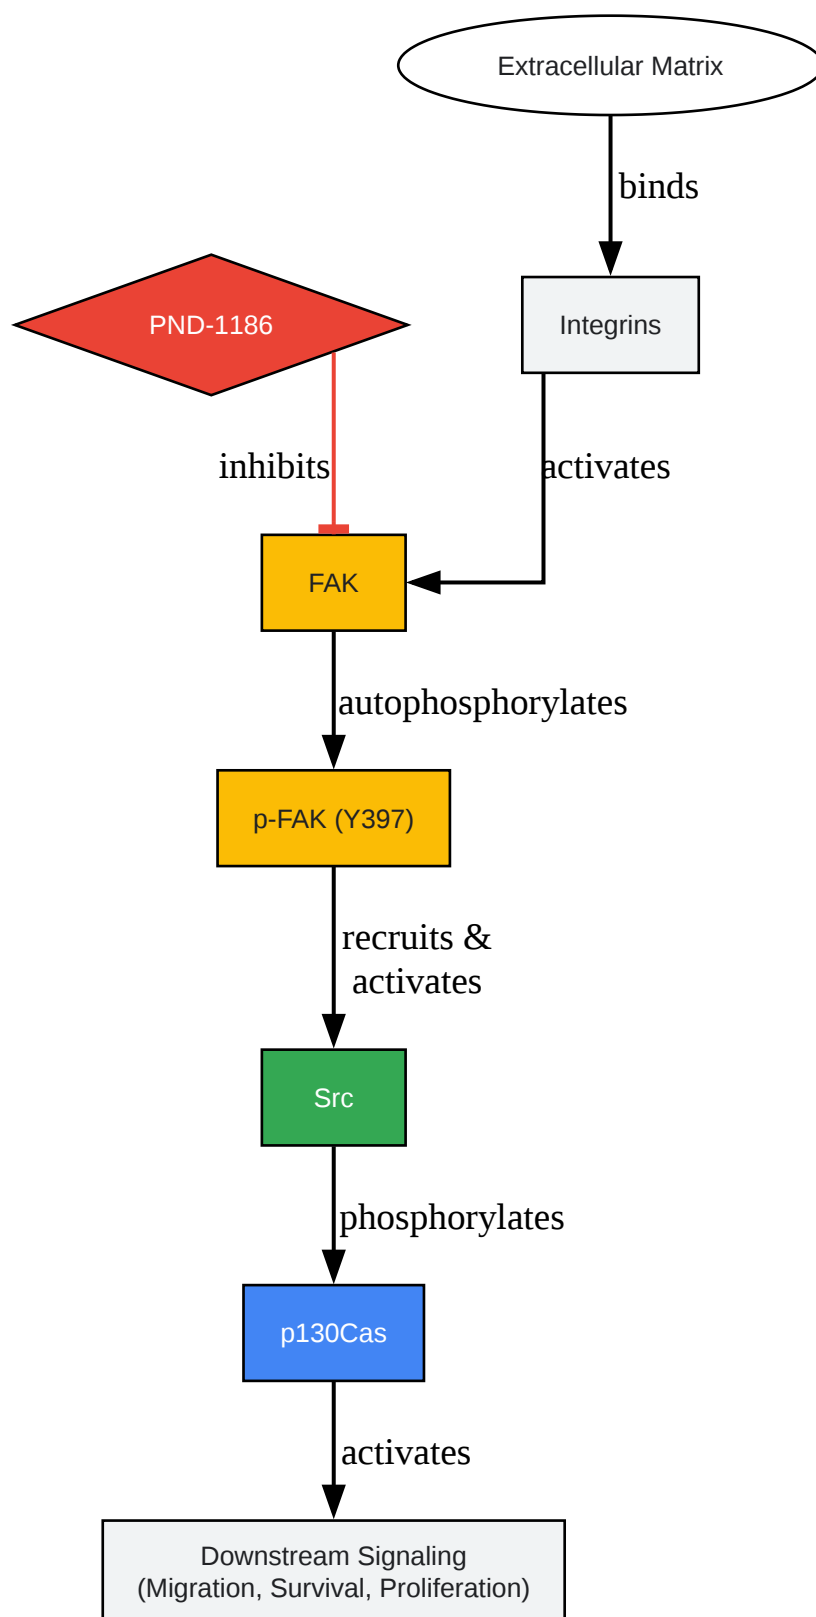 Extracellular Matrix
binds
PND-1186
Integrins
inhibits
activates
FAK
autophosphorylates
p-FAK (Y397)
recruits &
activates
Src
phosphorylates
p130Cas
activates
Downstream Signaling
(Migration, Survival, Proliferation)